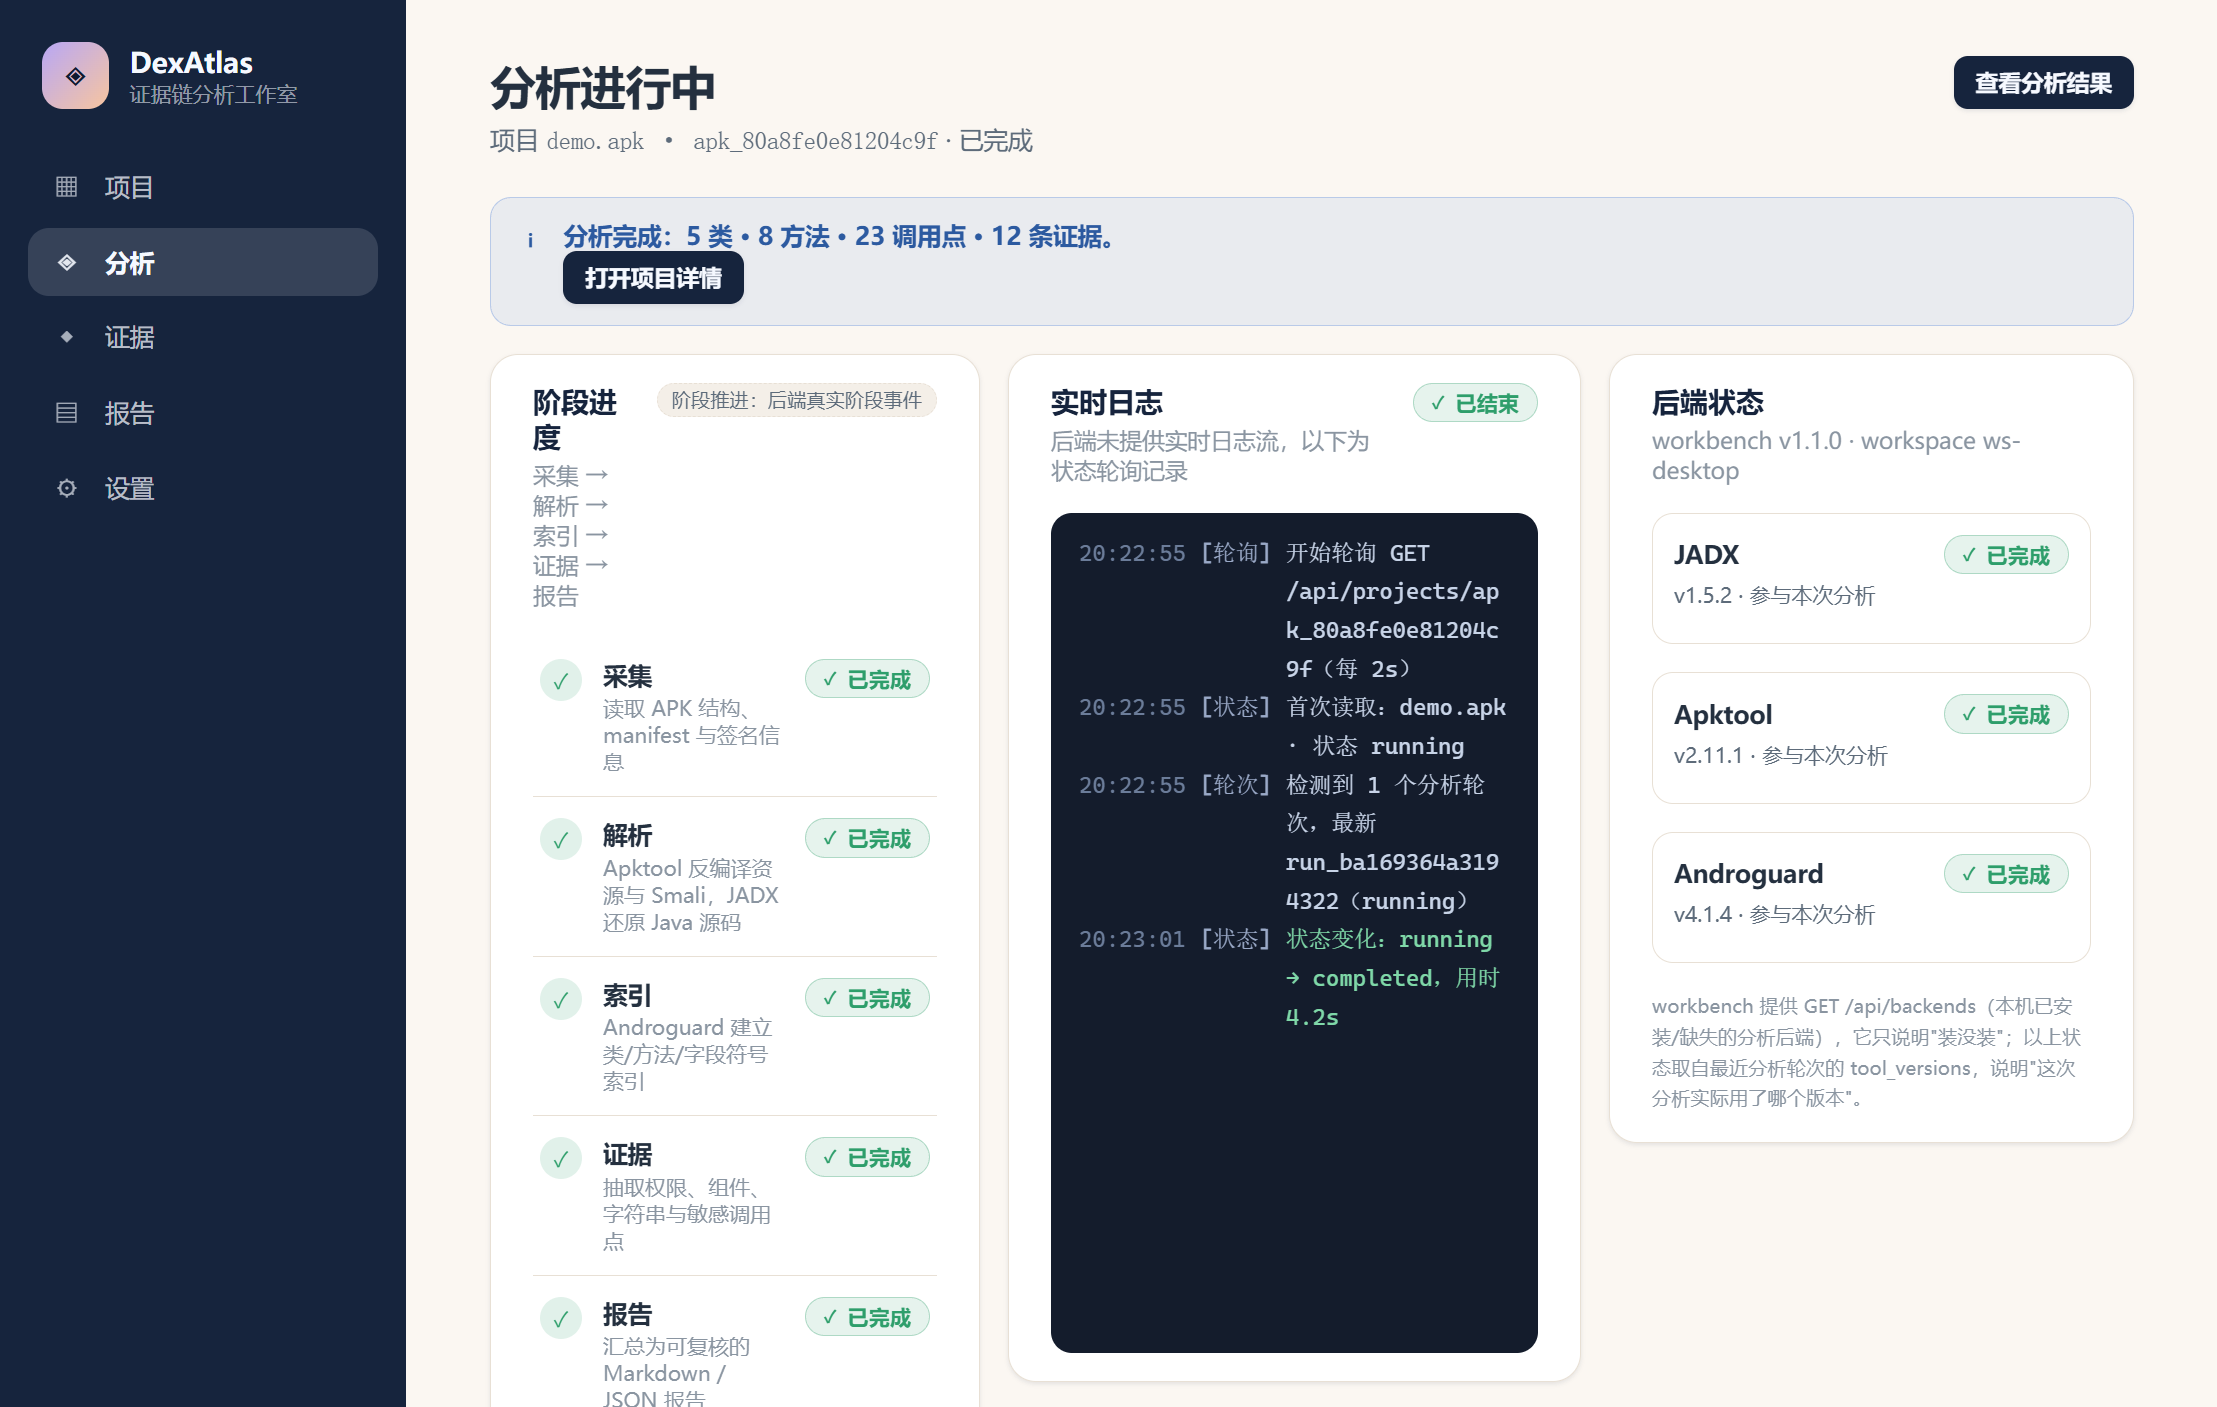 DexAtlas
证据链分析工作室
项目
分析
证据
报告
设置
分析进行中
项目 demo.apk • apk_80a8fe0e81204c9f · 已完成
查看分析结果
i 分析完成：5 类 • 8 方法 • 23 调用点 • 12 条证据。
打开项目详情
阶段进
度
阶段推进：后端真实阶段事件
采集 →
解析 →
索引 →
证据 →
报告
✓ 采集 ✓ 已完成
读取 APK 结构、
manifest 与签名信
息
✓ 解析 ✓ 已完成
Apktool 反编译资
源与 Smali，JADX
还原 Java 源码
✓ 索引 ✓ 已完成
Androguard 建立
类/方法/字段符号
索引
✓ 证据 ✓ 已完成
抽取权限、组件、
字符串与敏感调用
点
✓ 报告 ✓ 已完成
汇总为可复核的
Markdown /
JSON 报告
实时日志
✓ 已结束
后端未提供实时日志流，以下为
状态轮询记录
20:22:55 [轮询] 开始轮询 GET
/api/projects/ap
k_80a8fe0e81204c
9f（每 2s）
20:22:55 [状态] 首次读取：demo.apk
· 状态 running
20:22:55 [轮次] 检测到 1 个分析轮
次，最新
run_ba169364a319
4322（running）
20:23:01 [状态] 状态变化：running
→ completed，用时
4.2s
后端状态
workbench v1.1.0 · workspace ws-
desktop
JADX ✓ 已完成
v1.5.2 · 参与本次分析
Apktool ✓ 已完成
v2.11.1 · 参与本次分析
Androguard ✓ 已完成
v4.1.4 · 参与本次分析
workbench 提供 GET /api/backends（本机已安
装/缺失的分析后端），它只说明"装没装"；以上状
态取自最近分析轮次的 tool_versions，说明"这次
分析实际用了哪个版本"。